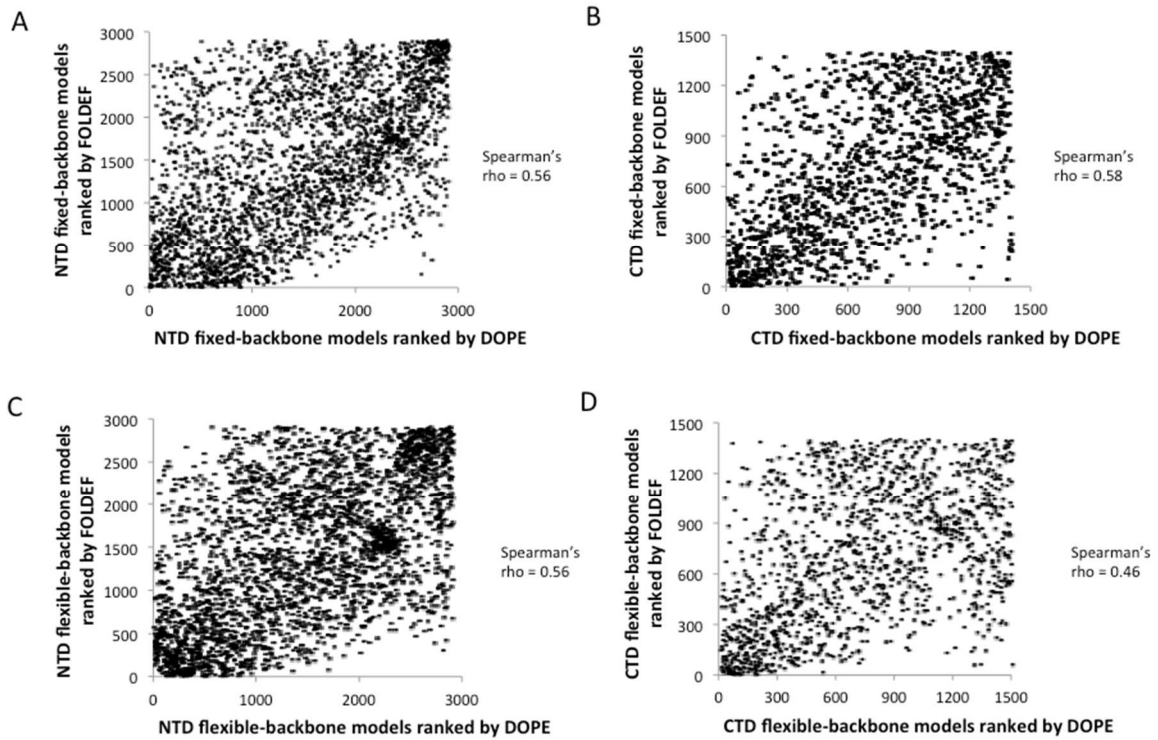 A
NTD fixed-backbone models
ranked by FOLDEF
3000
2500
2000
1500
1000
500
0
0 1000 2000 3000
NTD fixed-backbone models ranked by DOPE
Spearman's
rho = 0.56
B
CTD fixed-backbone models
ranked by FOLDEF
1500
1200
900
600
300
0
0 300 600 900 1200 1500
CTD fixed-backbone models ranked by DOPE
Spearman's
rho = 0.58
C
NTD flexible-backbone models
ranked by FOLDEF
3000
2500
2000
1500
1000
500
0
0 1000 2000 3000
NTD flexible-backbone models ranked by DOPE
Spearman's
rho = 0.56
D
CTD flexible-backbone models
ranked by FOLDEF
1500
1200
900
600
300
0
0 300 600 900 1200 1500
CTD flexible-backbone models ranked by DOPE
Spearman's
rho = 0.46